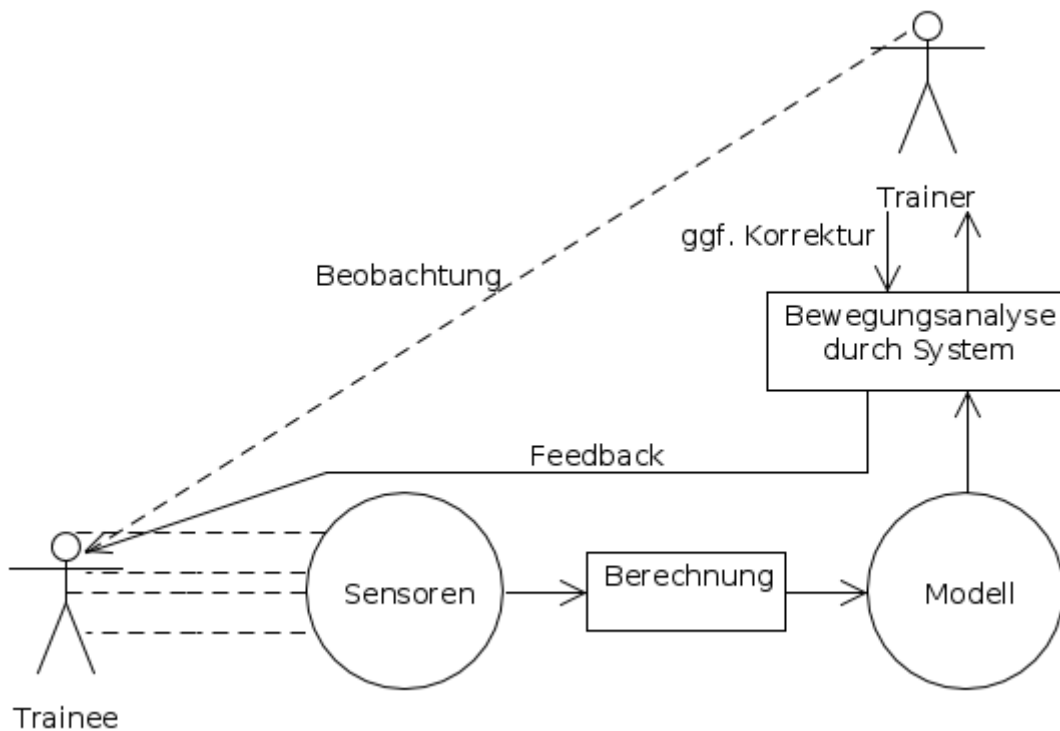 Trainer
ggf. Korrektur
Beobachtung
Bewegungsanalyse
durch System
Feedback
Sensoren
Berechnung
Modell
Trainee